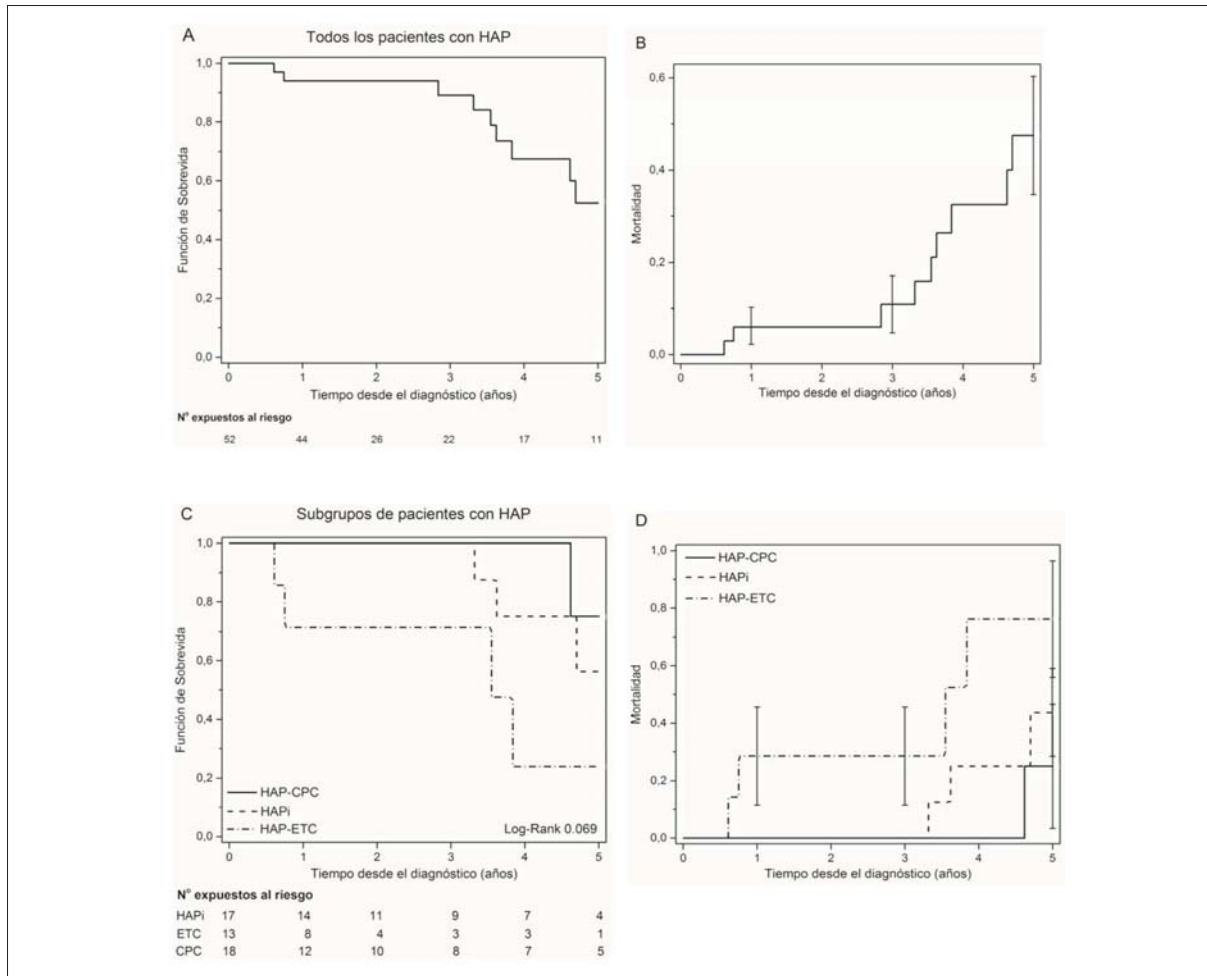 A
Todos los pacientes con HAP
Función de Sobrevida
1,0
0,8
0,6
0,4
0,2
0,0
0 1 2 3 4 5
Tiempo desde el diagnóstico (años)
N° expuestos al riesgo
52 44 26 22 17 11
B
Mortalidad
0,6
0,4
0,2
0,0
0 1 2 3 4 5
Tiempo desde el diagnóstico (años)
C
Subgrupos de pacientes con HAP
Función de Sobrevida
1,0
0,8
0,6
0,4
0,2
0,0
HAP-CPC
HAPi
HAP-ETC
Log-Rank 0.069
0 1 2 3 4 5
Tiempo desde el diagnóstico (años)
N° expuestos al riesgo
HAPi 17 14 11 9 7 4
ETC 13 8 4 3 3 1
CPC 18 12 10 8 7 5
D
Mortalidad
1,0
0,8
0,6
0,4
0,2
0,0
HAP-CPC
HAPi
HAP-ETC
0 1 2 3 4 5
Tiempo desde el diagnóstico (años)